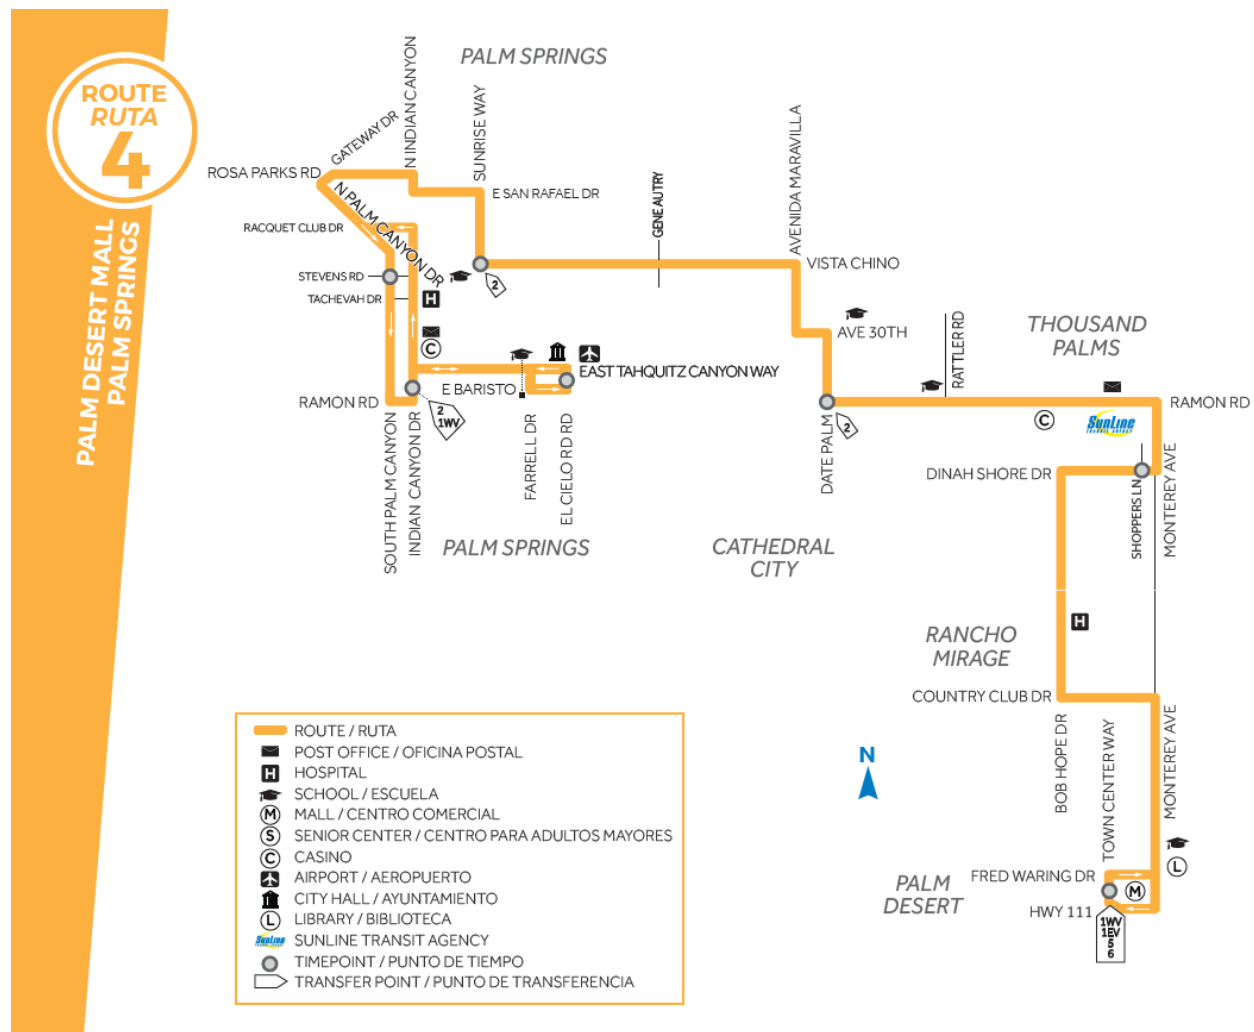 ROUTE
RUTA
4
PALM DESERT MALL
PALM SPRINGS
PALM SPRINGS
GATEWAY DR
N INDIAN CANYON
SUNRISE WAY
ROSA PARKS RD
E SAN RAFAEL DR
N PALM CANYON DR
RACQUET CLUB DR
GENE AUTRY
AVENIDA MARAVILLA
VISTA CHINO
STEVENS RD
2
TACHEVAH DR
H
C
AVE 30TH
RATTLER RD
THOUSAND
PALMS
EAST TAHQUITZ CANYON WAY
E BARISTO
RAMON RD
2
1WV
SOUTH PALM CANYON
INDIAN CANYON DR
FARRELL DR
EL CIELO RD RD
PALM SPRINGS
DATE PALM
2
C
SunLine
TRANSIT AGENCY
RAMON RD
DINAH SHORE DR
SHOPPERS LN
MONTEREY AVE
CATHEDRAL
CITY
RANCHO
MIRAGE
H
COUNTRY CLUB DR
BOB HOPE DR
TOWN CENTER WAY
MONTEREY AVE
N
L
FRED WARING DR
M
HWY 111
PALM
DESERT
1WV
1EV
5
6
ROUTE / RUTA
POST OFFICE / OFICINA POSTAL
H HOSPITAL
SCHOOL / ESCUELA
M MALL / CENTRO COMERCIAL
S SENIOR CENTER / CENTRO PARA ADULTOS MAYORES
C CASINO
AIRPORT / AEROPUERTO
CITY HALL / AYUNTAMIENTO
L LIBRARY / BIBLIOTECA
SunLine SUNLINE TRANSIT AGENCY
TIMEPOINT / PUNTO DE TIEMPO
TRANSFER POINT / PUNTO DE TRANSFERENCIA